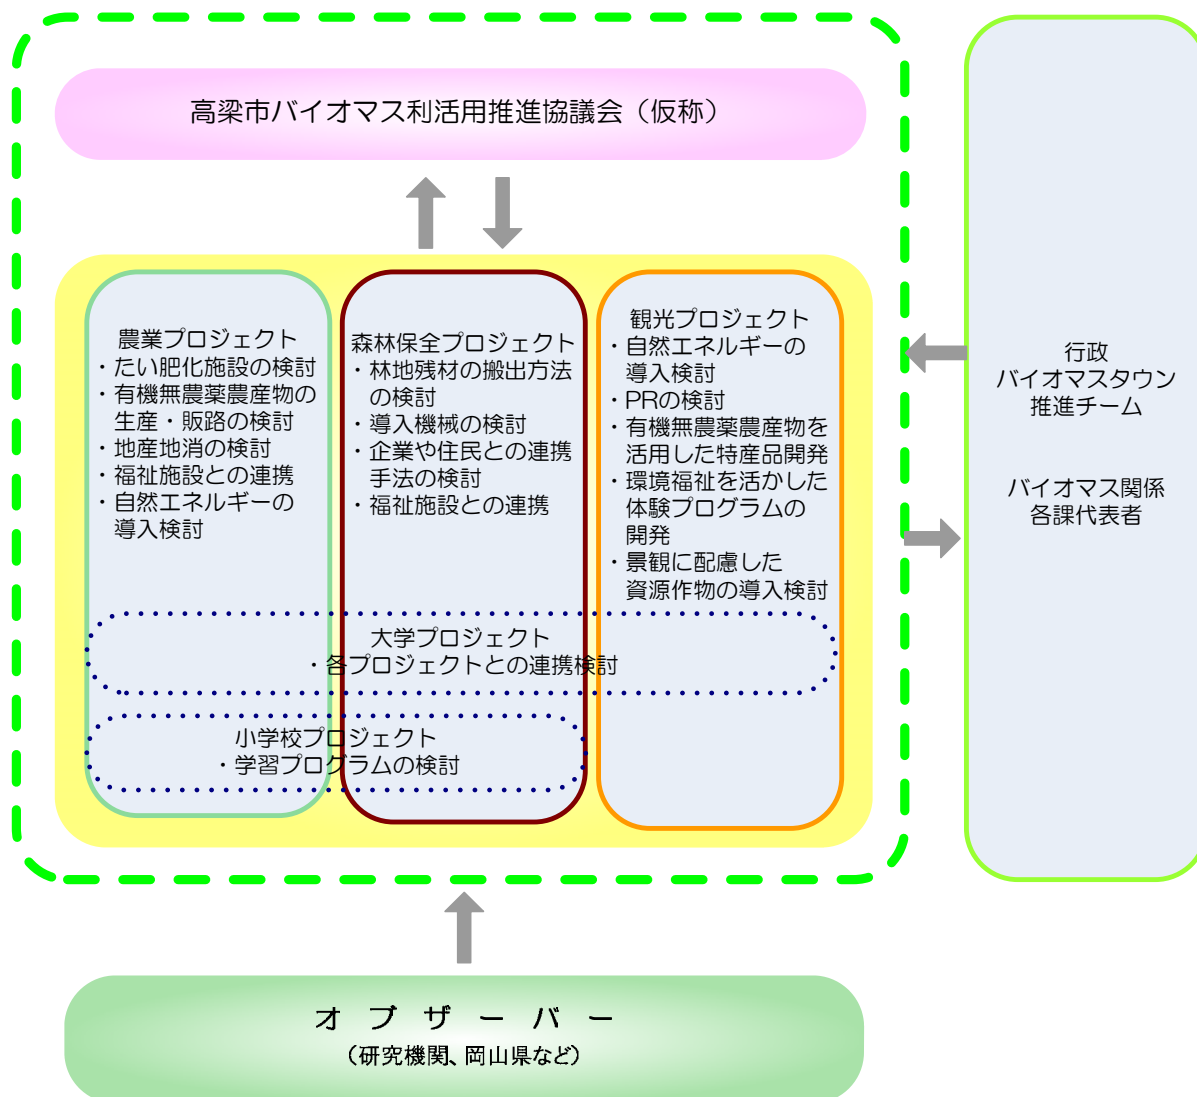 高梁市バイオマス利活用推進協議会（仮称）
農業プロジェクト
・たい肥化施設の検討
・有機無農薬農産物の
生産・販路の検討
・地産地消の検討
・福祉施設との連携
・自然エネルギーの
導入検討
森林保全プロジェクト
・林地残材の搬出方法
の検討
・導入機械の検討
・企業や住民との連携
手法の検討
・福祉施設との連携
観光プロジェクト
・自然エネルギーの
導入検討
・PRの検討
・有機無農薬農産物を
活用した特産品開発
・環境福祉を活かした
体験プログラムの
開発
・景観に配慮した
資源作物の導入検討
大学プロジェクト
・各プロジェクトとの連携検討
小学校プロジェクト
・学習プログラムの検討
行政
バイオマスタウン
推進チーム
バイオマス関係
各課代表者
オブザーバー
（研究機関、岡山県など）